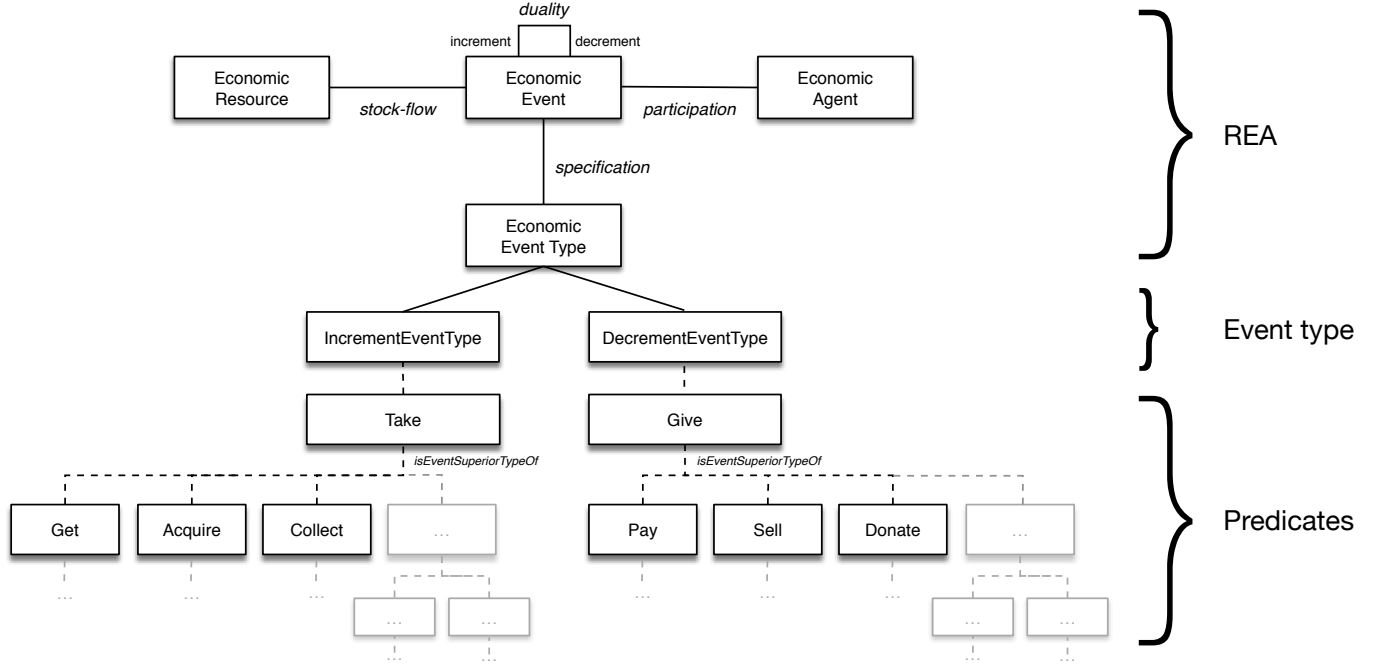 duality
increment
decrement
Economic
Resource
Economic
Event
Economic
Agent
stock-flow
participation
REA
specification
Economic
Event Type
IncrementEventType
DecrementEventType
Event type
Take
Give
isEventSuperiorTypeOf
isEventSuperiorTypeOf
Get
Acquire
Collect
...
Pay
Sell
Donate
...
Predicates
...
...
...
...
...
...
...
...
...
...
...
...
...
...